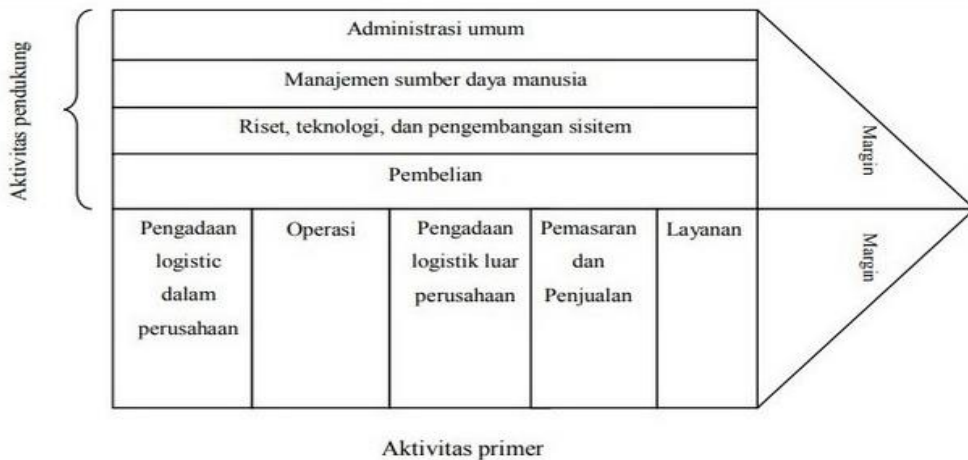 Aktivitas pendukung
Administrasi umum
Manajemen sumber daya manusia
Riset, teknologi, dan pengembangan sisitem
Pembelian
Pengadaan
logistic
dalam
perusahaan
Operasi
Pengadaan
logistik luar
perusahaan
Pemasaran
dan
Penjualan
Layanan
Margin
Margin
Aktivitas primer